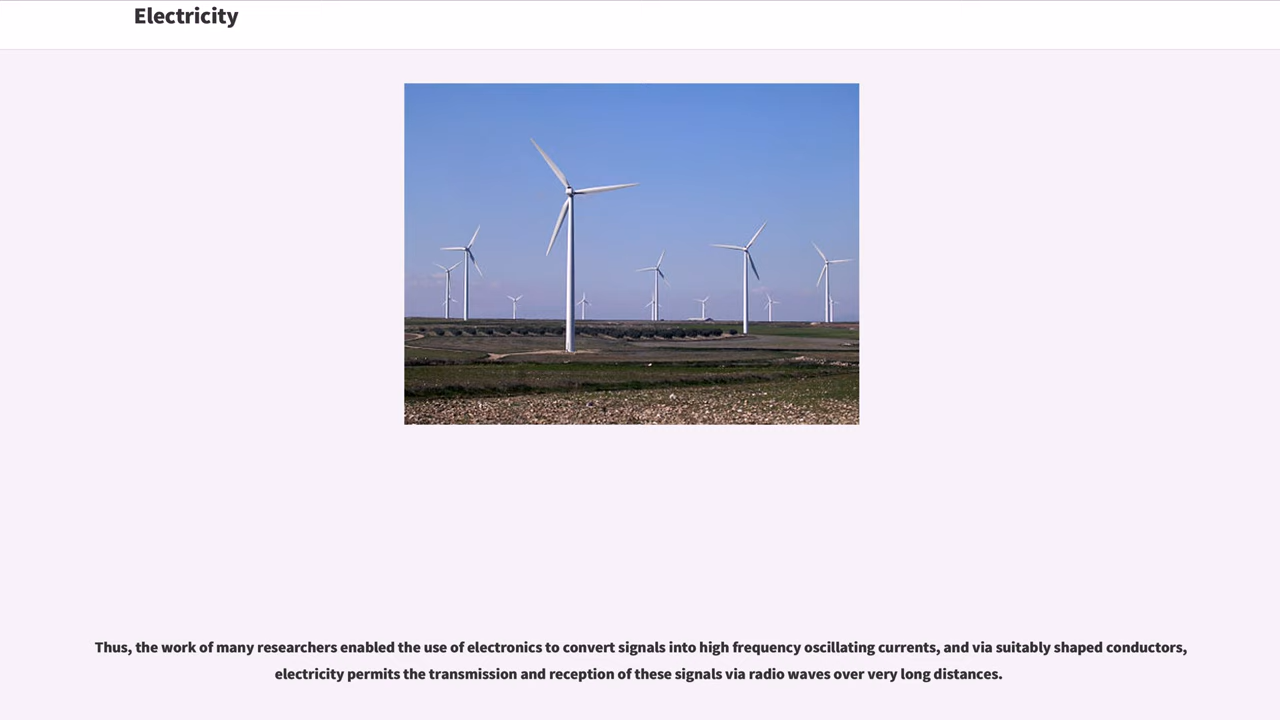 Electricity
Thus, the work of many researchers enabled the use of electronics to convert signals into high frequency oscillating currents, and via suitably shaped conductors,
electricity permits the transmission and reception of these signals via radio waves over very long distances.